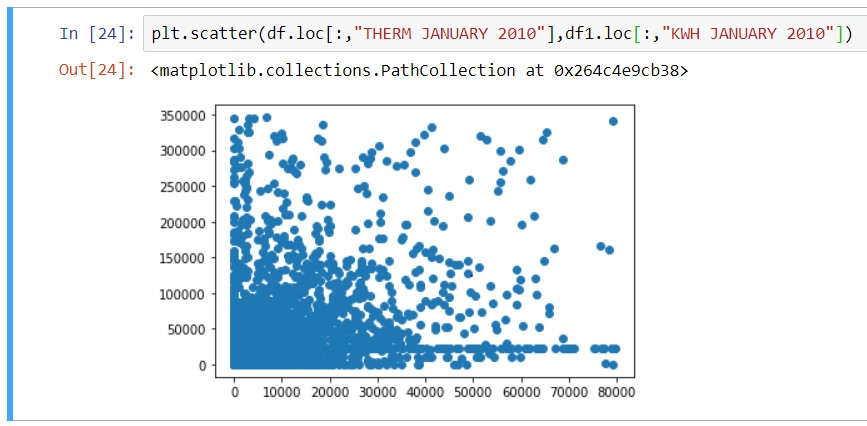 In [24]: plt.scatter(df.loc[:,"THERM JANUARY 2010"],df1.loc[:,"KWH JANUARY 2010"])
Out[24]: <matplotlib.collections.PathCollection at 0x264c4e9cb38>
350000
300000
250000
200000
150000
100000
50000
0
0 10000 20000 30000 40000 50000 60000 70000 80000